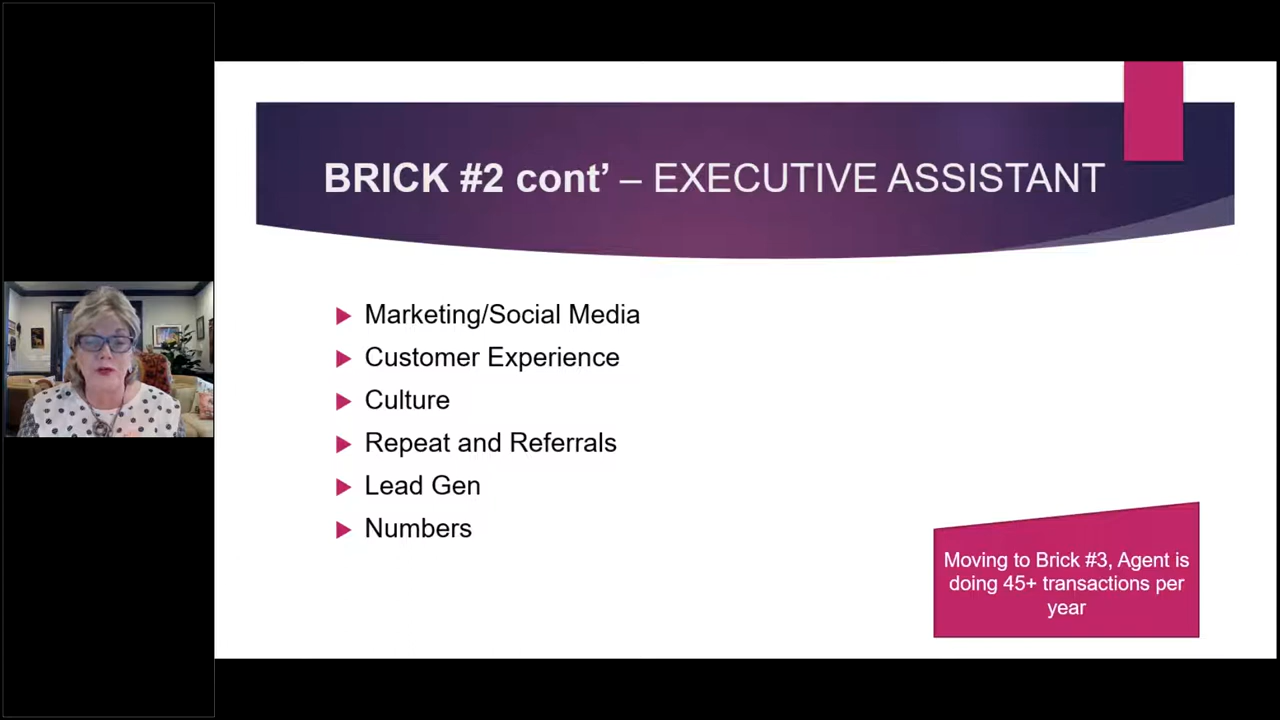 BRICK #2 cont’ – EXECUTIVE ASSISTANT
Marketing/Social Media
Customer Experience
Culture
Repeat and Referrals
Lead Gen
Numbers
Moving to Brick #3, Agent is
doing 45+ transactions per
year